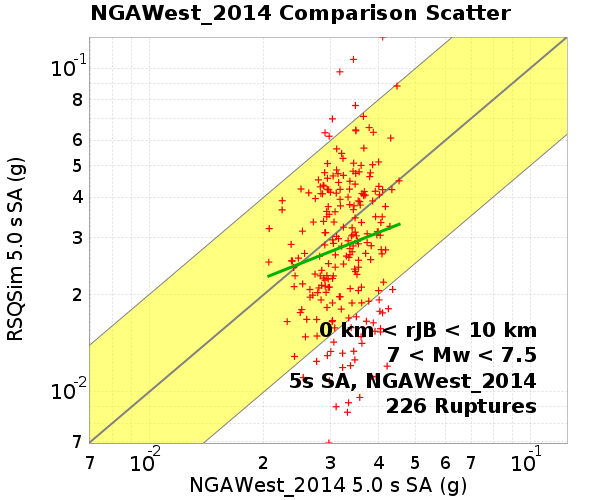 NGAWest_2014 Comparison Scatter
RSQSim 5.0 s SA (g)
10-1
8
6
5
4
3
2
10-2
7
0 km < rJB < 10 km
7 < Mw < 7.5
5s SA, NGAWest_2014
226 Ruptures
7 10-2 2 3 4 5 6 7 8 10-1
NGAWest_2014 5.0 s SA (g)